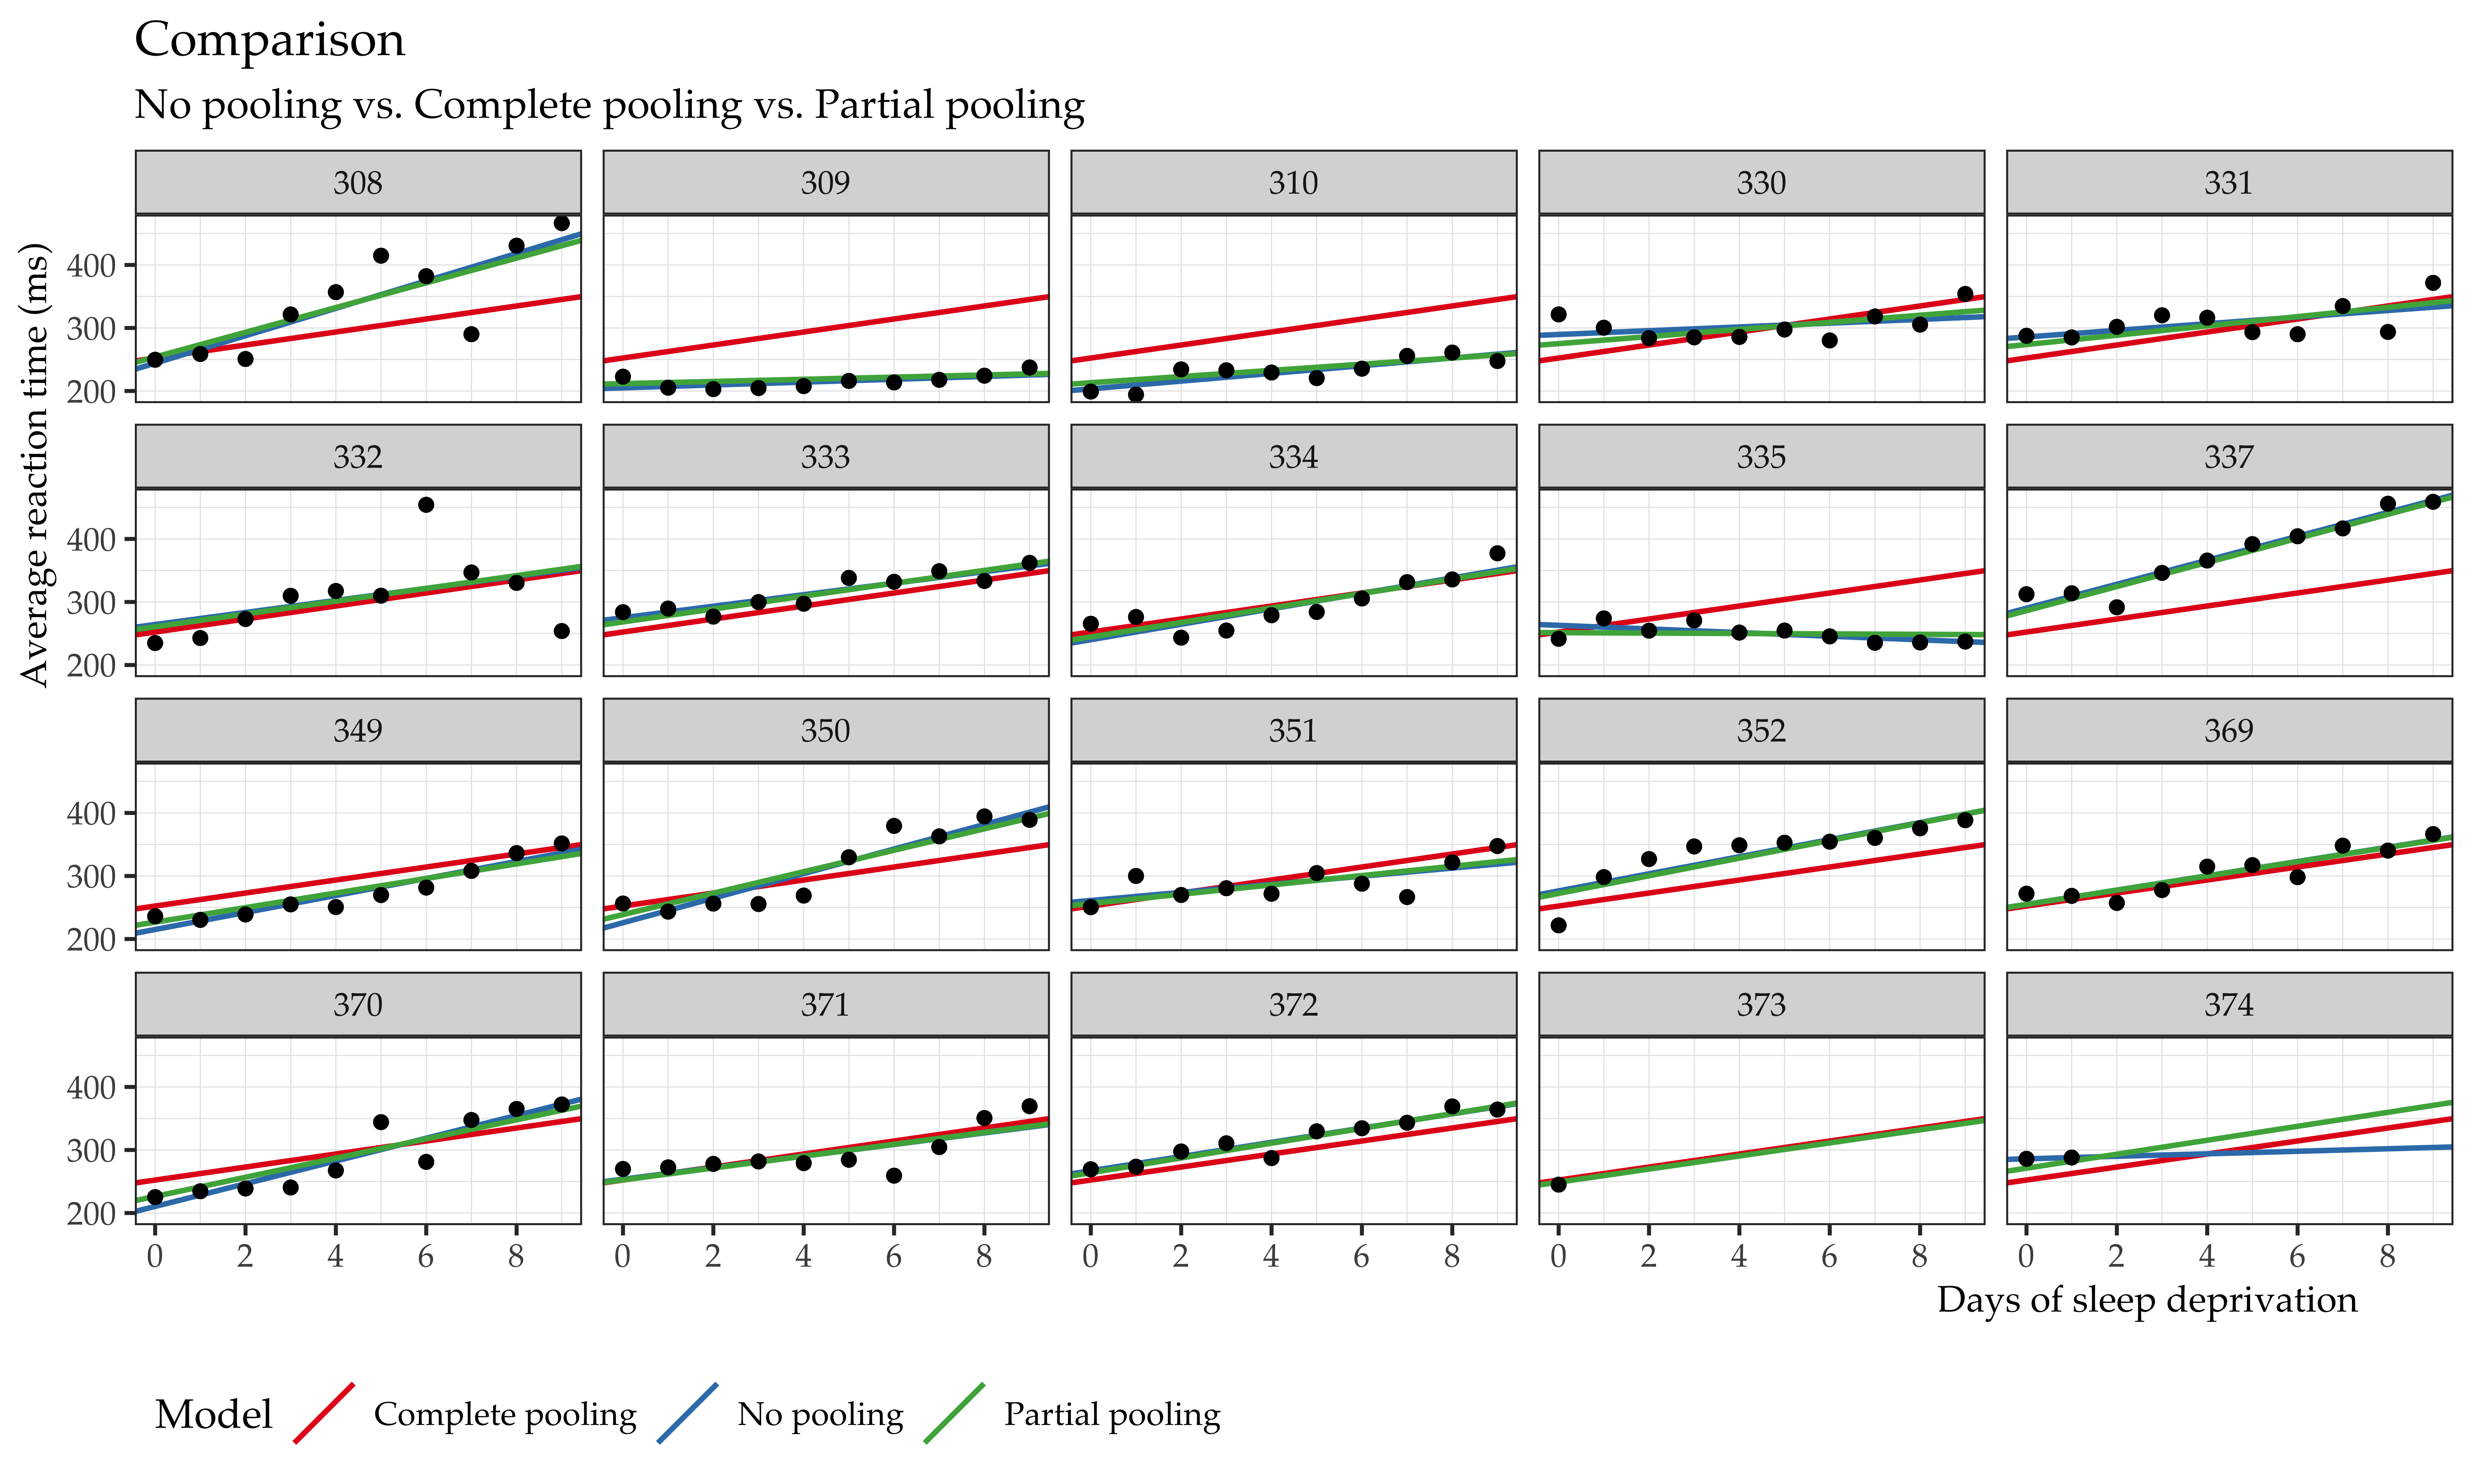 Comparison
No pooling vs. Complete pooling vs. Partial pooling
Average reaction time (ms)
308 309 310 330 331
400
300
200
332 333 334 335 337
400
300
200
349 350 351 352 369
400
300
200
370 371 372 373 374
400
300
200
0 2 4 6 8 0 2 4 6 8 0 2 4 6 8 0 2 4 6 8 0 2 4 6 8
Days of sleep deprivation
Model Complete pooling No pooling Partial pooling